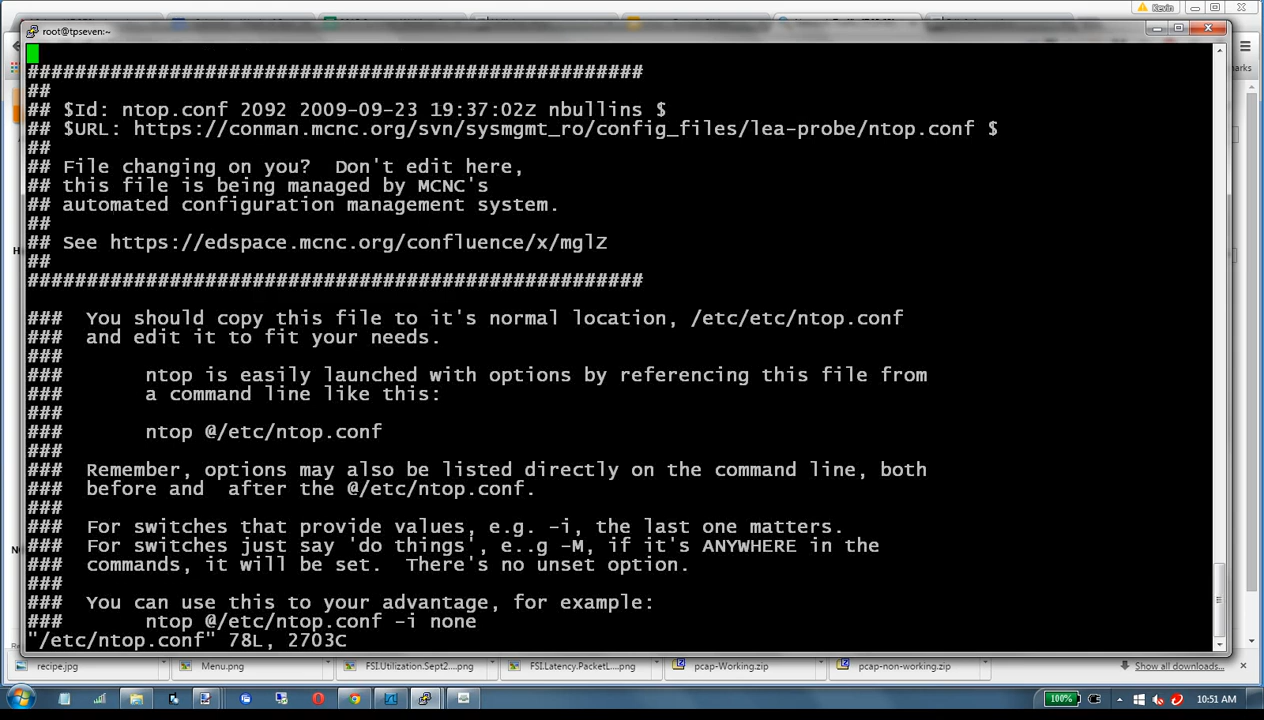 Kevin
root@tpseven:~
####################################################
##
## $Id: ntop.conf 2092 2009-09-23 19:37:02Z nbullins $
## $URL: https://conman.mcnc.org/svn/sysmgmt_ro/config_files/lea-probe/ntop.conf $
##
## File changing on you?  Don't edit here,
## this file is being managed by MCNC's
## automated configuration management system.
##
## See https://edspace.mcnc.org/confluence/x/mglZ
##
####################################################
###  You should copy this file to it's normal location, /etc/etc/ntop.conf
###  and edit it to fit your needs.
###
###       ntop is easily launched with options by referencing this file from
###       a command line like this:
###
###       ntop @/etc/ntop.conf
###
###  Remember, options may also be listed directly on the command line, both
###  before and  after the @/etc/ntop.conf.
###
###  For switches that provide values, e.g. -i, the last one matters.
###  For switches just say 'do things', e..g -M, if it's ANYWHERE in the
###  commands, it will be set.  There's no unset option.
###
###  You can use this to your advantage, for example:
###       ntop @/etc/ntop.conf -i none
"/etc/ntop.conf" 78L, 2703C
recipe.jpg Menu.png FSI.Utilization.Sept2....png FSI.Latency.PacketL....png pcap-Working.zip pcap-non-working.zip Show all downloads...
100% 10:51 AM